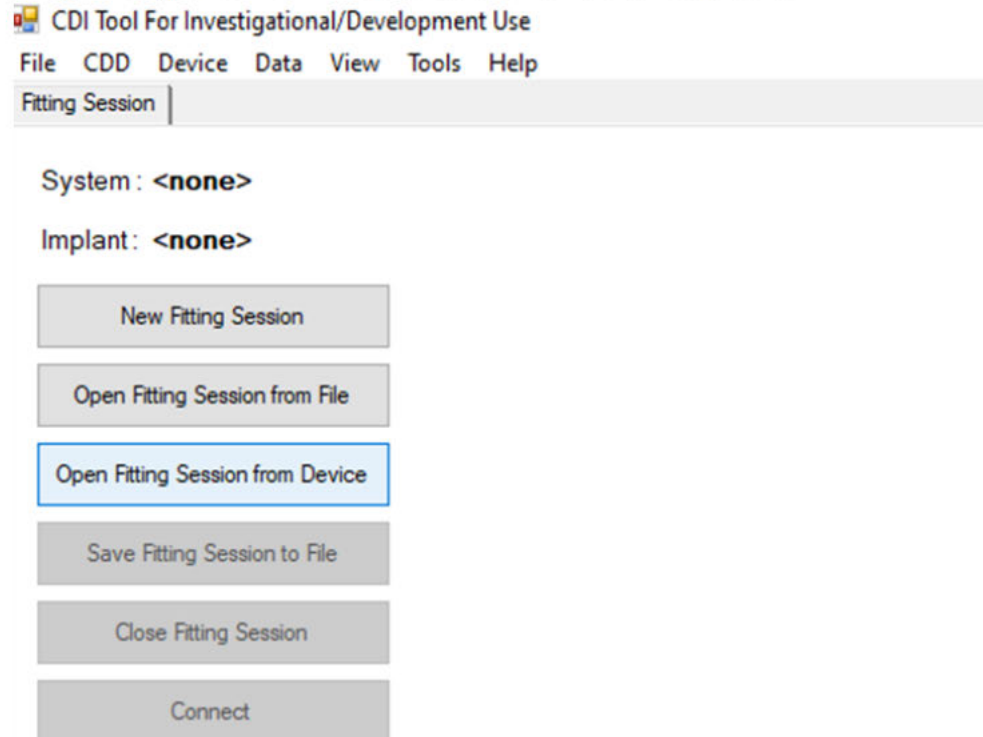 CDI Tool For Investigational/Development Use
File CDD Device Data View Tools Help
Fitting Session
System: <none>
Implant: <none>
New Fitting Session
Open Fitting Session from File
Open Fitting Session from Device
Save Fitting Session to File
Close Fitting Session
Connect